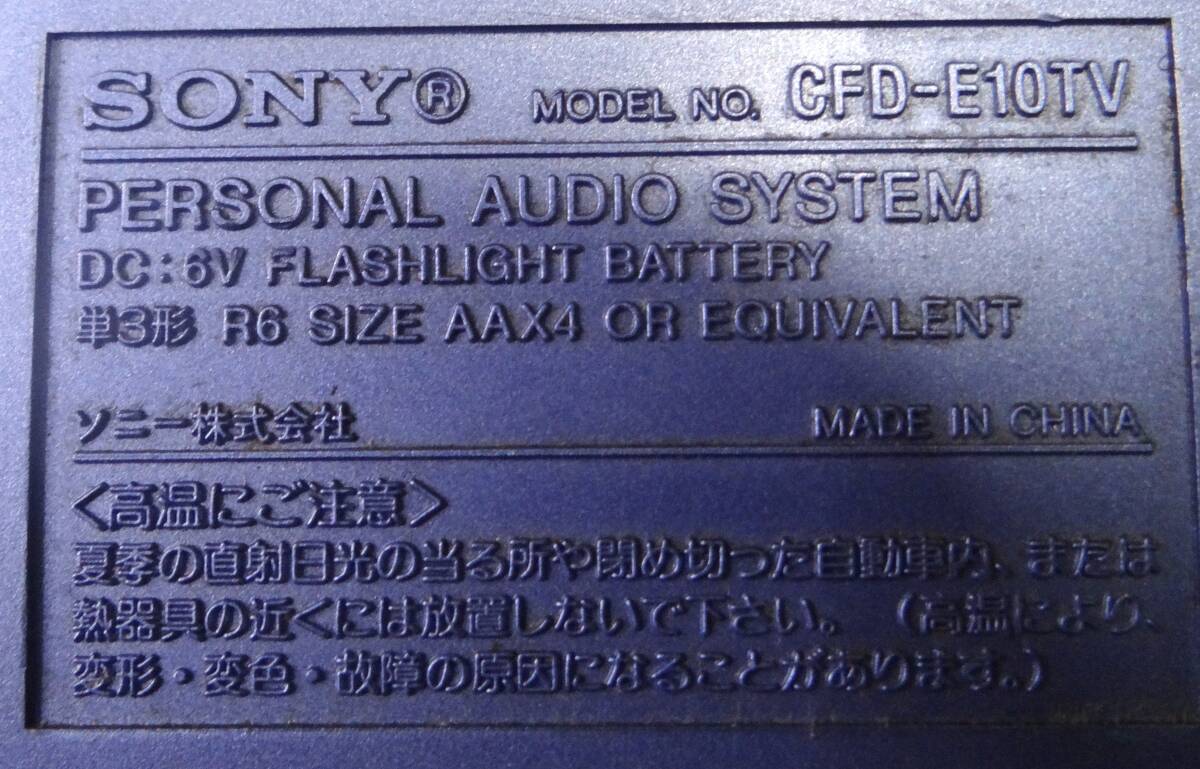 SONY® MODEL NO. CFD-E10TV
PERSONAL AUDIO SYSTEM
DC:6V FLASHLIGHT BATTERY
単3形 R6 SIZE AAX4 OR EQUIVALENT
ソニー株式会社 MADE IN CHINA
〈高温にご注意〉
夏季の直射日光の当る所や閉め切った自動車内、または
熱器具の近くには放置しないで下さい。（高温により、
変形・変色・故障の原因になることがあります。）